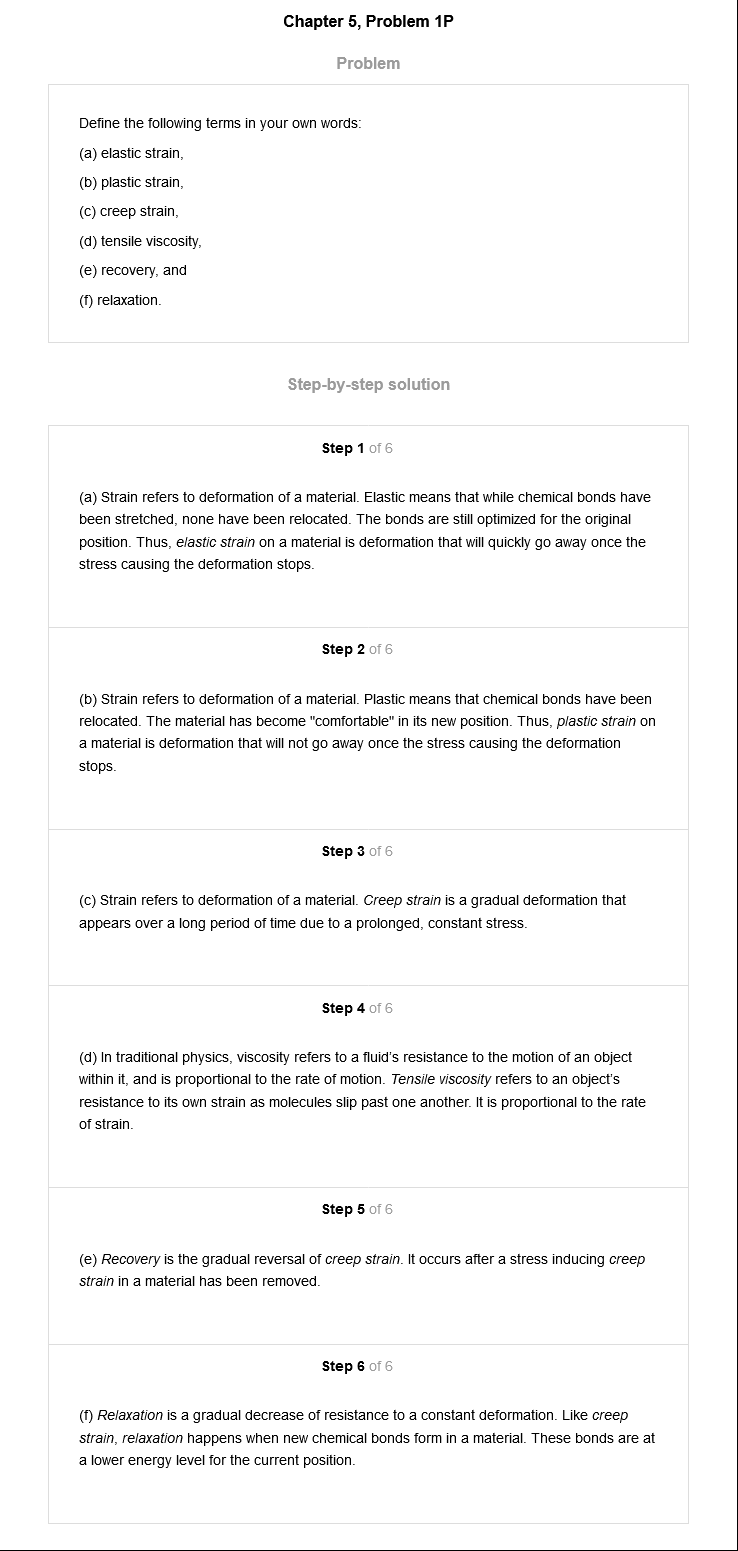 Chapter 5, Problem 1P
Problem
Define the following terms in your own words:
(a) elastic strain,
(b) plastic strain,
(c) creep strain,
(d) tensile viscosity,
(e) recovery, and
(f) relaxation.
Step-by-step solution
Step 1 of 6
(a) Strain refers to deformation of a material. Elastic means that while chemical bonds have
been stretched, none have been relocated. The bonds are still optimized for the original
position. Thus, elastic strain on a material is deformation that will quickly go away once the
stress causing the deformation stops.
Step 2 of 6
(b) Strain refers to deformation of a material. Plastic means that chemical bonds have been
relocated. The material has become "comfortable" in its new position. Thus, plastic strain on
a material is deformation that will not go away once the stress causing the deformation
stops.
Step 3 of 6
(c) Strain refers to deformation of a material. Creep strain is a gradual deformation that
appears over a long period of time due to a prolonged, constant stress.
Step 4 of 6
(d) In traditional physics, viscosity refers to a fluid's resistance to the motion of an object
within it, and is proportional to the rate of motion. Tensile viscosity refers to an object's
resistance to its own strain as molecules slip past one another. It is proportional to the rate
of strain.
Step 5 of 6
(e) Recovery is the gradual reversal of creep strain. It occurs after a stress inducing creep
strain in a material has been removed.
Step 6 of 6
(f) Relaxation is a gradual decrease of resistance to a constant deformation. Like creep
strain, relaxation happens when new chemical bonds form in a material. These bonds are at
a lower energy level for the current position.